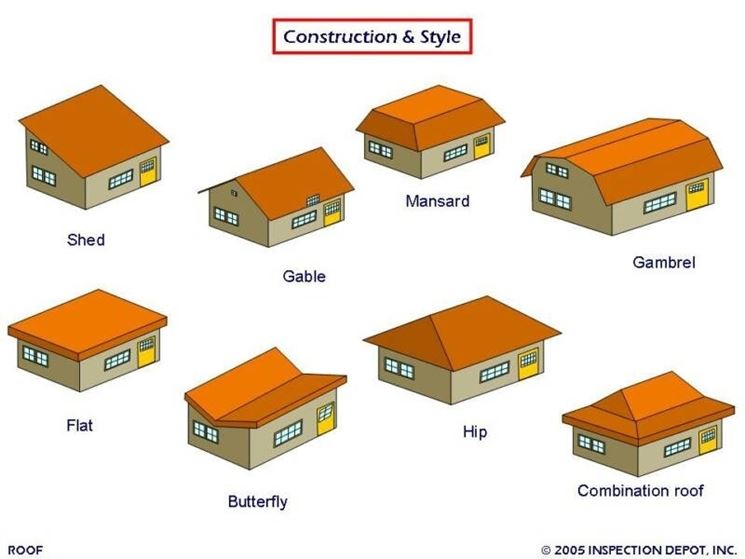 Construction & Style
Shed
Gable
Mansard
Gambrel
Flat
Butterfly
Hip
Combination roof
ROOF
© 2005 INSPECTION DEPOT, INC.